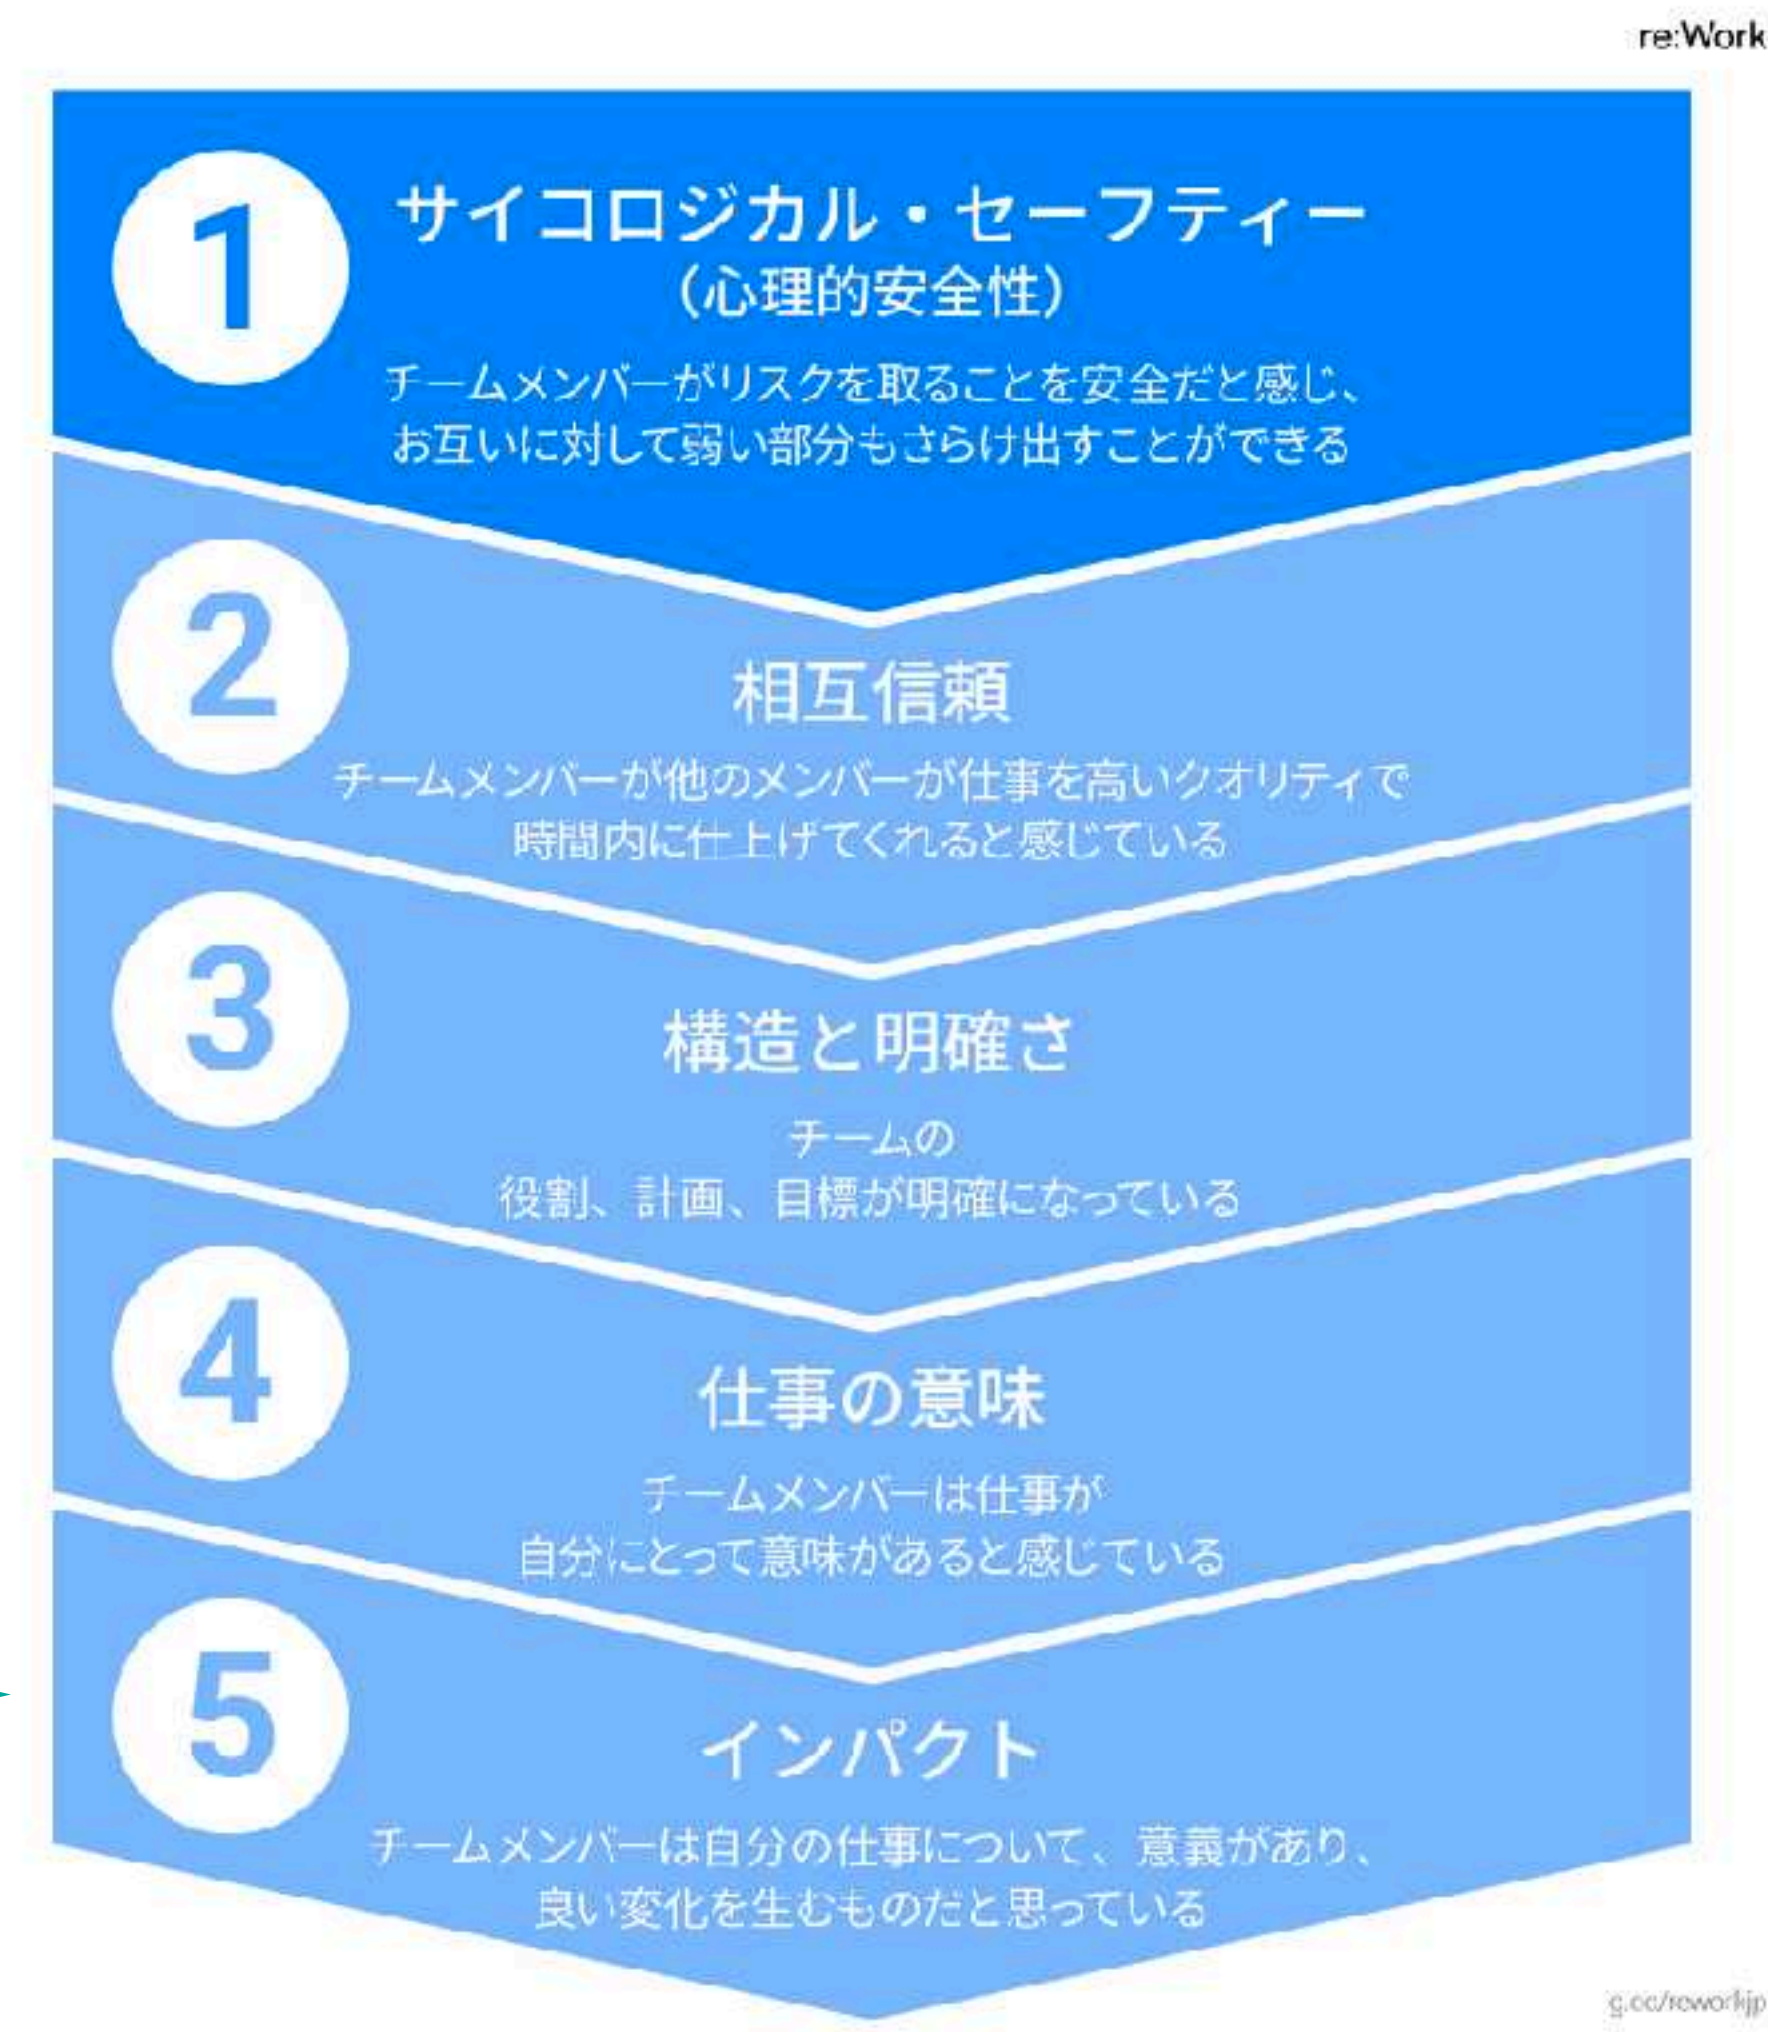 re:Work
1
サイコロジカル・セーフティー
（心理的安全性）
チームメンバーがリスクを取ることを安全だと感じ、
お互いに対して弱い部分もさらけ出すことができる
2
相互信頼
チームメンバーが他のメンバーが仕事を高いクオリティで
時間内に仕上げてくれると感じている
3
構造と明確さ
チームの
役割、計画、目標が明確になっている
4
仕事の意味
チームメンバーは仕事が
自分にとって意味があると感じている
5
インパクト
チームメンバーは自分の仕事について、意義があり、
良い変化を生むものだと思っている
g.co/reworkjp